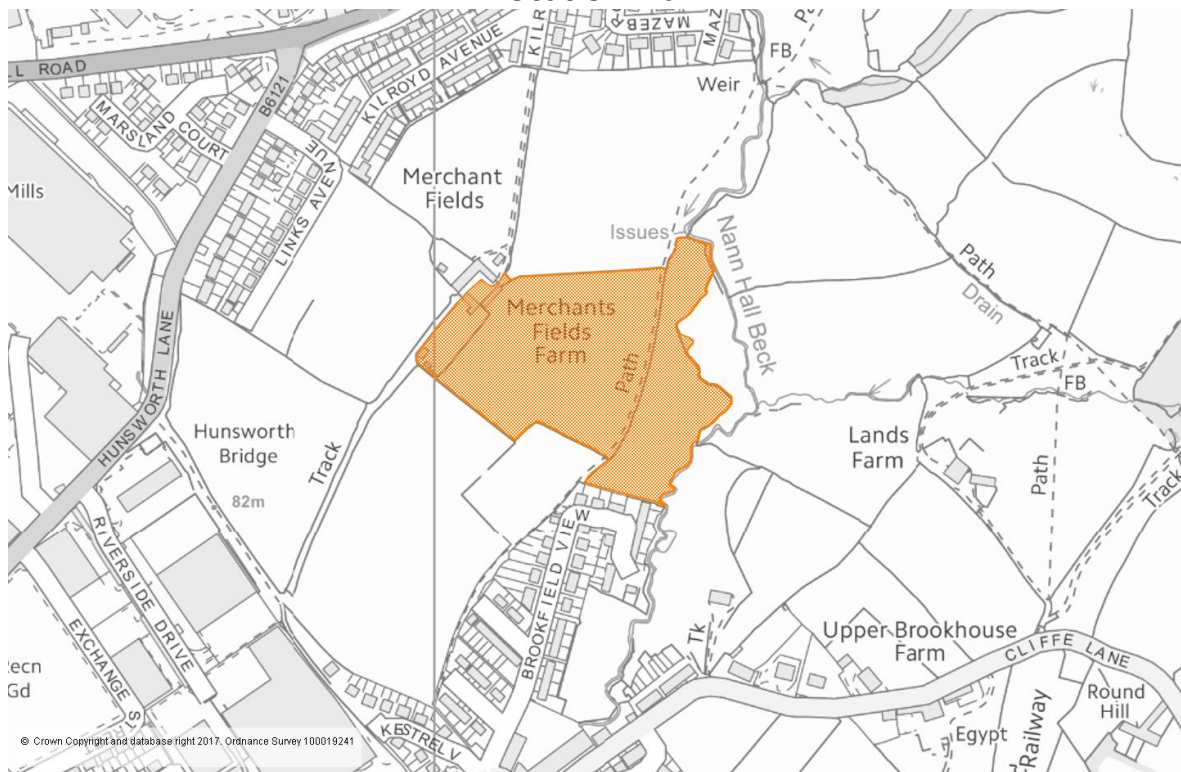 KILR
MAZEB
MAZ
FB
LL ROAD
B6121
KILROYD AVENUE
MARSLAND COURT
LINKS AVENUE
Weir
Merchant
Fields
Mills
Issues
Nann Hall Beck
Path
Drain
Merchants
Fields
Farm
Path
HUNSWORTH LANE
Track
FB
Hunsworth
Bridge
Track
82m
Lands
Farm
Path
Track
RIVERSIDE DRIVE
EXCHANGE S
BROOKFIELD VIEW
Tk
Upper Brookhouse
Farm
CLIFFE LANE
Recn
Gd
Round
Hill
Railway
Egypt
KESTREL V
© Crown Copyright and database right 2017. Ordnance Survey 100019241